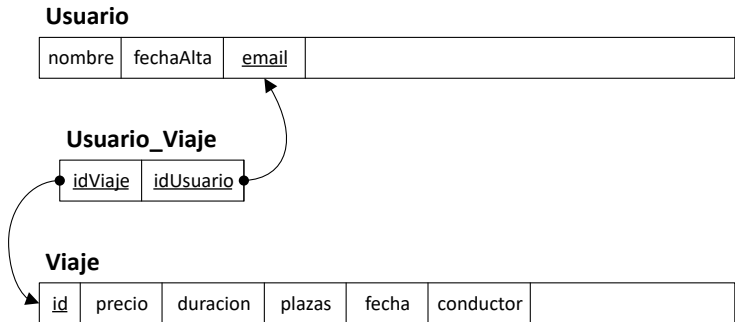 Usuario
nombre fechaAlta email
Usuario_Viaje
idViaje idUsuario
Viaje
id precio duracion plazas fecha conductor